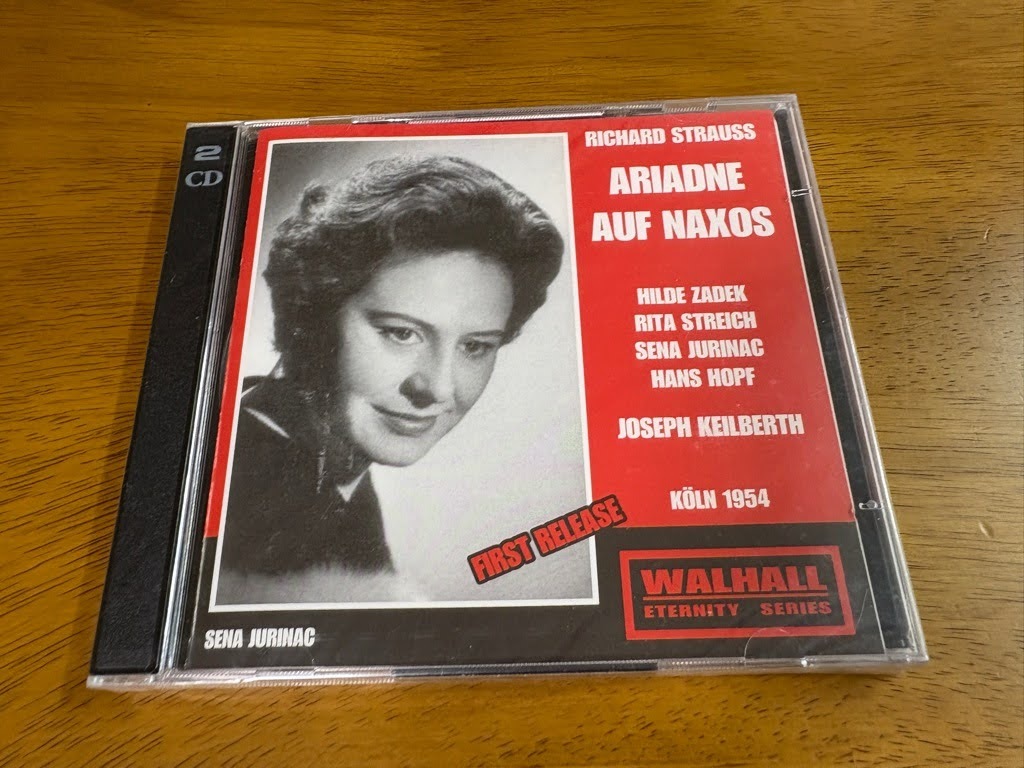 2
CD
RICHARD STRAUSS
ARIADNE
AUF NAXOS
HILDE ZADEK
RITA STREICH
SENA JURINAC
HANS HOPF
JOSEPH KEILBERTH
KÖLN 1954
FIRST RELEASE
WALHALL
ETERNITY SERIES
SENA JURINAC